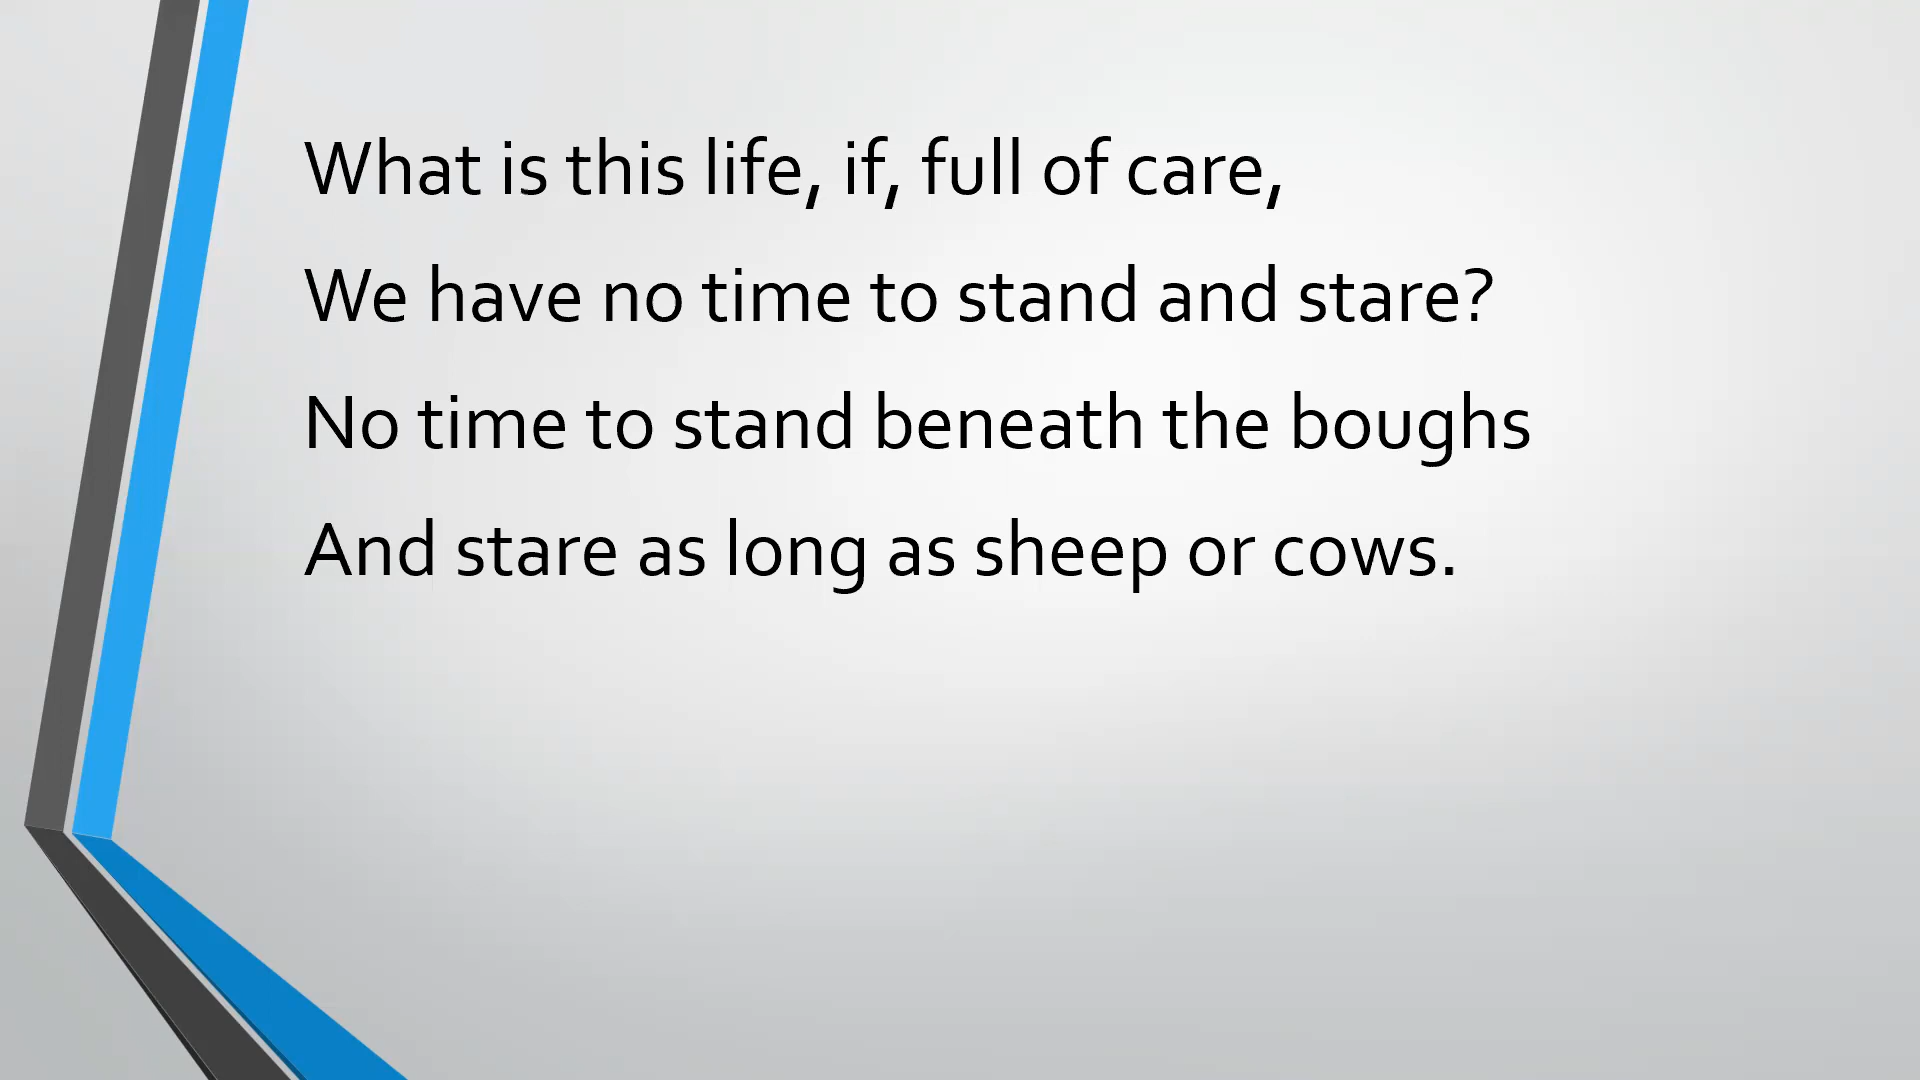 What is this life, if, full of care,
We have no time to stand and stare?
No time to stand beneath the boughs
And stare as long as sheep or cows.